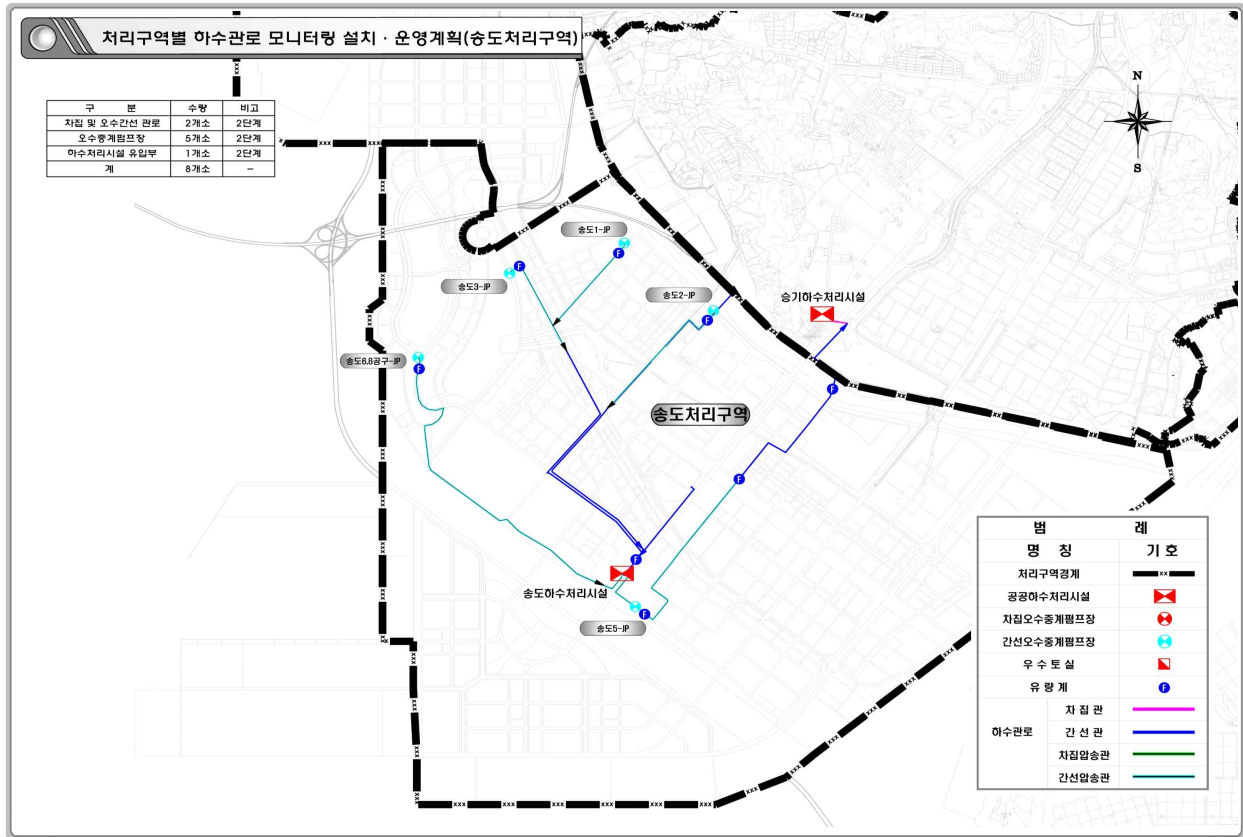 처리구역별 하수관로 모니터링 설치 · 운영계획(송도처리구역)
구 분 수량 비고
차집 및 오수간선 관로 2개소 2단계
오수중계펌프장 5개소 2단계
하수처리시설 유입부 1개소 2단계
계 8개소 -
N
S
송도1-JP
송도3-JP
송도2-JP
승기하수처리시설
송도6.8공구-JP
송도처리구역
송도하수처리시설
송도5-JP
범 례
명 칭 기 호
처리구역경계
공공하수처리시설
차집오수중계펌프장
간선오수중계펌프장
우 수 토 실
유 량 계 F
하수관로
차 집 관
간 선 관
차집압송관
간선압송관